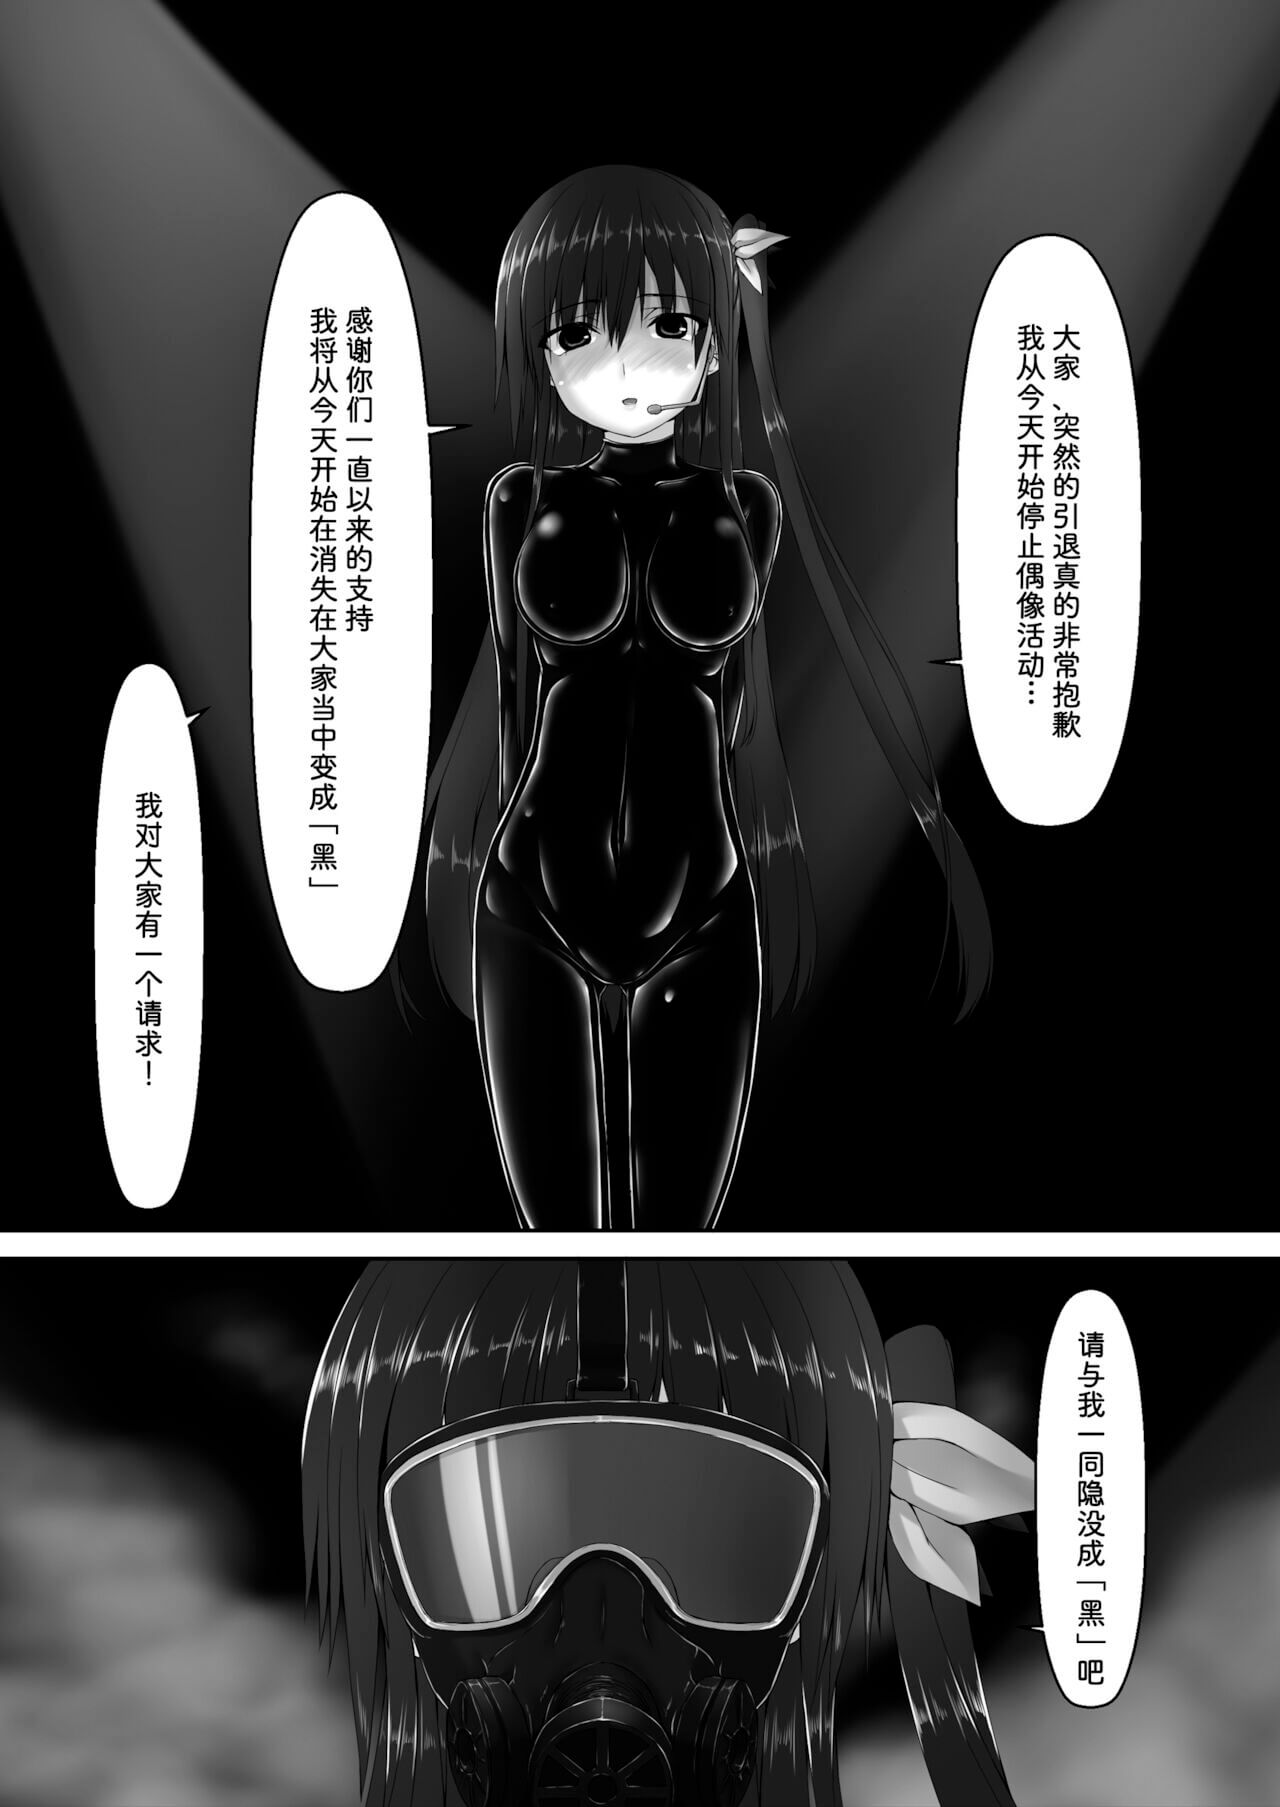 大家、突然的引退真的非常抱歉
我从今天开始停止偶像活动…
感谢你们一直以来的支持
我将从今天开始在消失在大家当中变成「黑」
我对大家有一个请求！
请与我一同隐没成「黑」吧